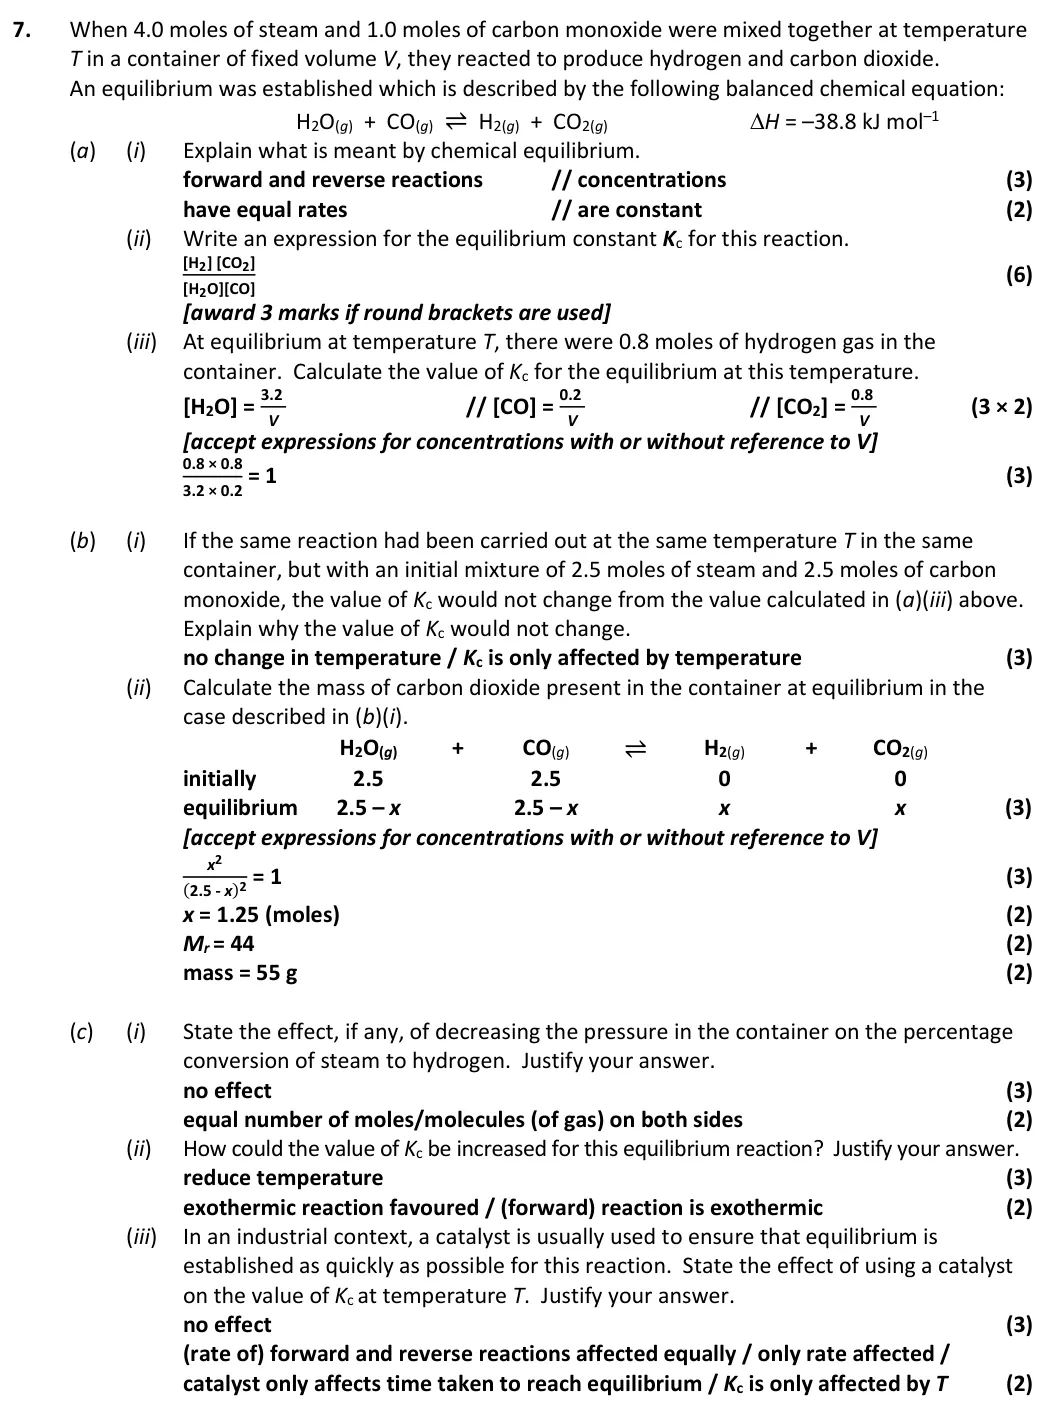 7. When 4.0 moles of steam and 1.0 moles of carbon monoxide were mixed together at temperature
T in a container of fixed volume V, they reacted to produce hydrogen and carbon dioxide.
An equilibrium was established which is described by the following balanced chemical equation:
H2O(g) + CO(g) ⇌ H2(g) + CO2(g) ΔH = –38.8 kJ mol–1
(a) (i) Explain what is meant by chemical equilibrium.
forward and reverse reactions // concentrations (3)
have equal rates // are constant (2)
(ii) Write an expression for the equilibrium constant Kc for this reaction.
[H2] [CO2]
(6)
[H2O][CO]
[award 3 marks if round brackets are used]
(iii) At equilibrium at temperature T, there were 0.8 moles of hydrogen gas in the
container. Calculate the value of Kc for the equilibrium at this temperature.
[H2O] = 3.2/V // [CO] = 0.2/V // [CO2] = 0.8/V (3 × 2)
[accept expressions for concentrations with or without reference to V]
0.8 × 0.8
= 1 (3)
3.2 × 0.2
(b) (i) If the same reaction had been carried out at the same temperature T in the same
container, but with an initial mixture of 2.5 moles of steam and 2.5 moles of carbon
monoxide, the value of Kc would not change from the value calculated in (a)(iii) above.
Explain why the value of Kc would not change.
no change in temperature / Kc is only affected by temperature (3)
(ii) Calculate the mass of carbon dioxide present in the container at equilibrium in the
case described in (b)(i).
H2O(g) + CO(g) ⇌ H2(g) + CO2(g)
initially 2.5 2.5 0 0
equilibrium 2.5 – x 2.5 – x x x (3)
[accept expressions for concentrations with or without reference to V]
x2
= 1 (3)
(2.5 - x)2
x = 1.25 (moles) (2)
Mr = 44 (2)
mass = 55 g (2)
(c) (i) State the effect, if any, of decreasing the pressure in the container on the percentage
conversion of steam to hydrogen. Justify your answer.
no effect (3)
equal number of moles/molecules (of gas) on both sides (2)
(ii) How could the value of Kc be increased for this equilibrium reaction? Justify your answer.
reduce temperature (3)
exothermic reaction favoured / (forward) reaction is exothermic (2)
(iii) In an industrial context, a catalyst is usually used to ensure that equilibrium is
established as quickly as possible for this reaction. State the effect of using a catalyst
on the value of Kc at temperature T. Justify your answer.
no effect (3)
(rate of) forward and reverse reactions affected equally / only rate affected /
catalyst only affects time taken to reach equilibrium / Kc is only affected by T (2)